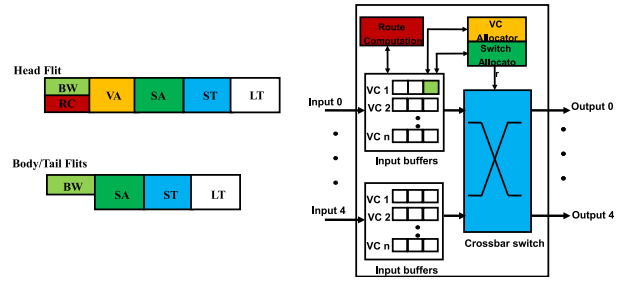 Head Flit
BW
RC
VA
SA
ST
LT
Body/Tail Flits
BW
SA
ST
LT
Route
Computation
VC
Allocator
Switch
Allocato
r
VC 1
VC 2
VC n
Input buffers
Input 0
Output 0
VC 1
VC 2
VC n
Input buffers
Input 4
Output 4
Crossbar switch